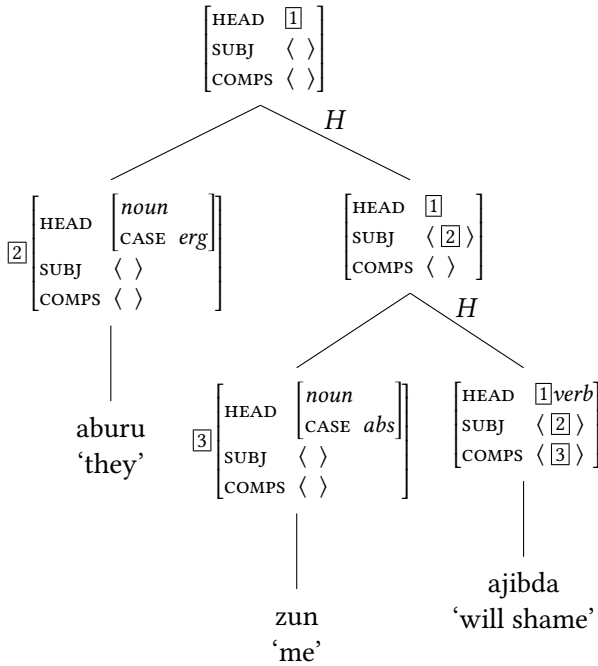 [HEAD 1
SUBJ ⟨ ⟩
COMPS ⟨ ⟩]
H
2 [HEAD [noun
CASE erg]
SUBJ ⟨ ⟩
COMPS ⟨ ⟩]
[HEAD 1
SUBJ ⟨ 2 ⟩
COMPS ⟨ ⟩]
H
aburu
‘they’
3 [HEAD [noun
CASE abs]
SUBJ ⟨ ⟩
COMPS ⟨ ⟩]
[HEAD 1 verb
SUBJ ⟨ 2 ⟩
COMPS ⟨ 3 ⟩]
zun
‘me’
ajibda
‘will shame’